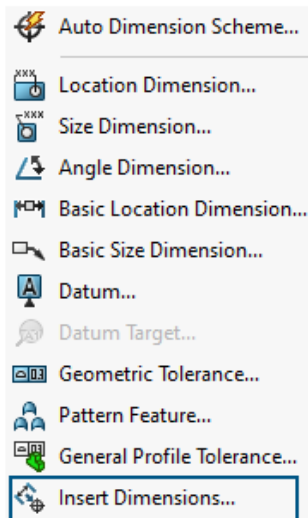 Auto Dimension Scheme...
Location Dimension...
Size Dimension...
Angle Dimension...
Basic Location Dimension...
Basic Size Dimension...
Datum...
Datum Target...
Geometric Tolerance...
Pattern Feature...
General Profile Tolerance...
Insert Dimensions...